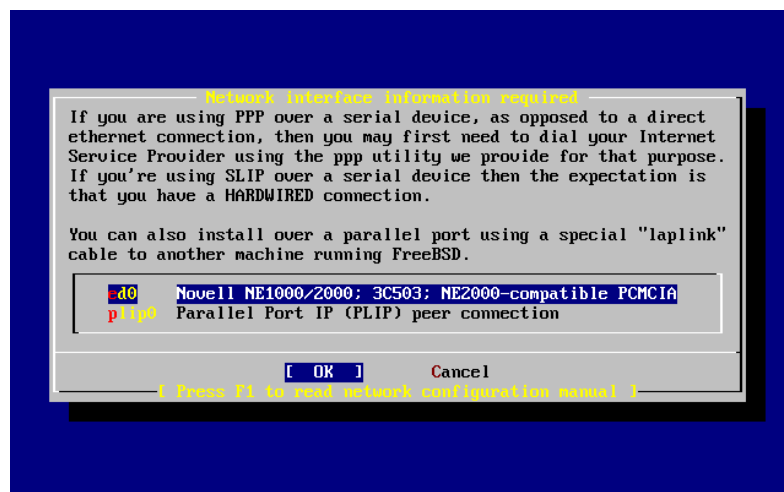 Network interface information required
If you are using PPP over a serial device, as opposed to a direct
ethernet connection, then you may first need to dial your Internet
Service Provider using the ppp utility we provide for that purpose.
If you're using SLIP over a serial device then the expectation is
that you have a HARDWIRED connection.
You can also install over a parallel port using a special "laplink"
cable to another machine running FreeBSD.
ed0 Novell NE1000/2000; 3C503; NE2000-compatible PCMCIA
plip0 Parallel Port IP (PLIP) peer connection
[ OK ] Cancel
[ Press F1 to read network configuration manual ]